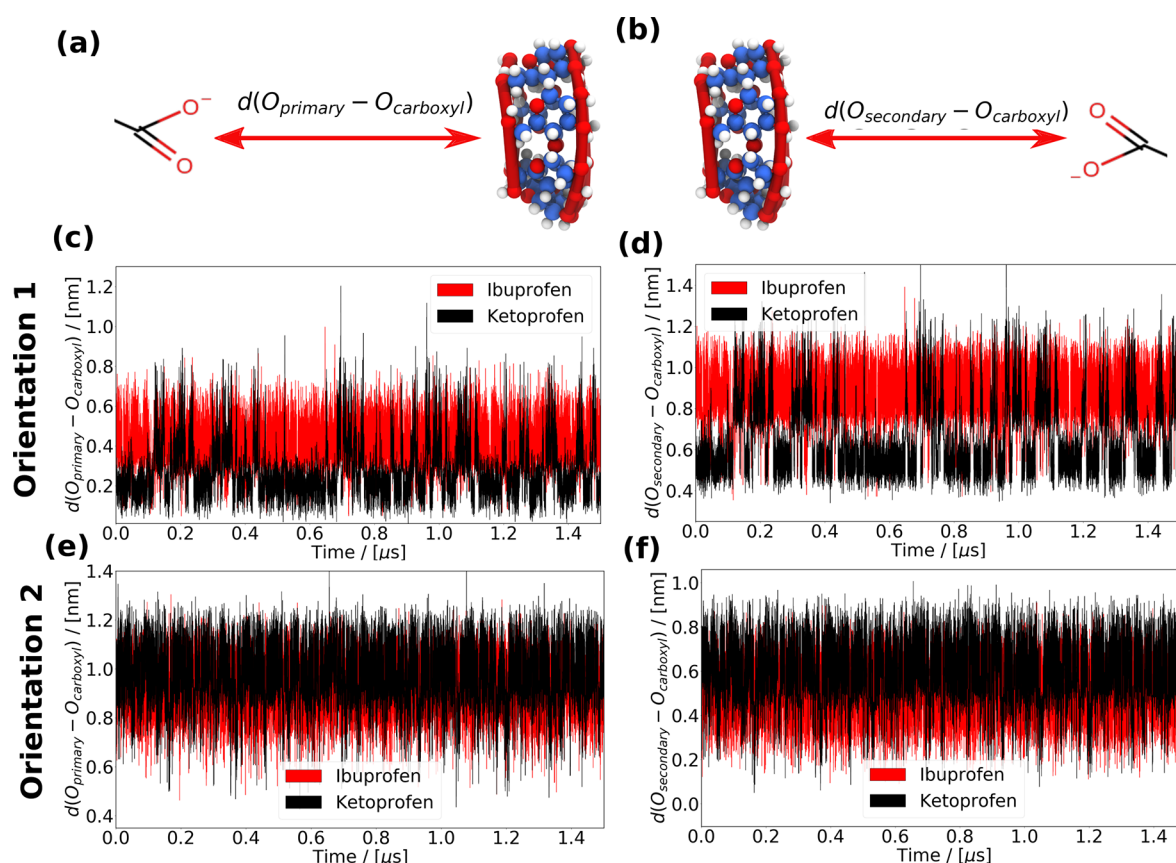 (a)
(b)
d(O_primary − O_carboxyl)
d(O_secondary − O_carboxyl)
O⁻
O
O
⁻O
Orientation 1
(c)
d(O_primary − O_carboxyl) / [nm]
1.2
1.0
0.8
0.6
0.4
0.2
Ibuprofen
Ketoprofen
0.0 0.2 0.4 0.6 0.8 1.0 1.2 1.4
Time / [μs]
(d)
d(O_secondary − O_carboxyl) / [nm]
1.4
1.2
1.0
0.8
0.6
0.4
Ibuprofen
Ketoprofen
0.0 0.2 0.4 0.6 0.8 1.0 1.2 1.4
Time / [μs]
Orientation 2
(e)
d(O_primary − O_carboxyl) / [nm]
1.4
1.2
1.0
0.8
0.6
0.4
Ibuprofen
Ketoprofen
0.0 0.2 0.4 0.6 0.8 1.0 1.2 1.4
Time / [μs]
(f)
d(O_secondary − O_carboxyl) / [nm]
1.0
0.8
0.6
0.4
0.2
0.0
Ibuprofen
Ketoprofen
0.0 0.2 0.4 0.6 0.8 1.0 1.2 1.4
Time / [μs]